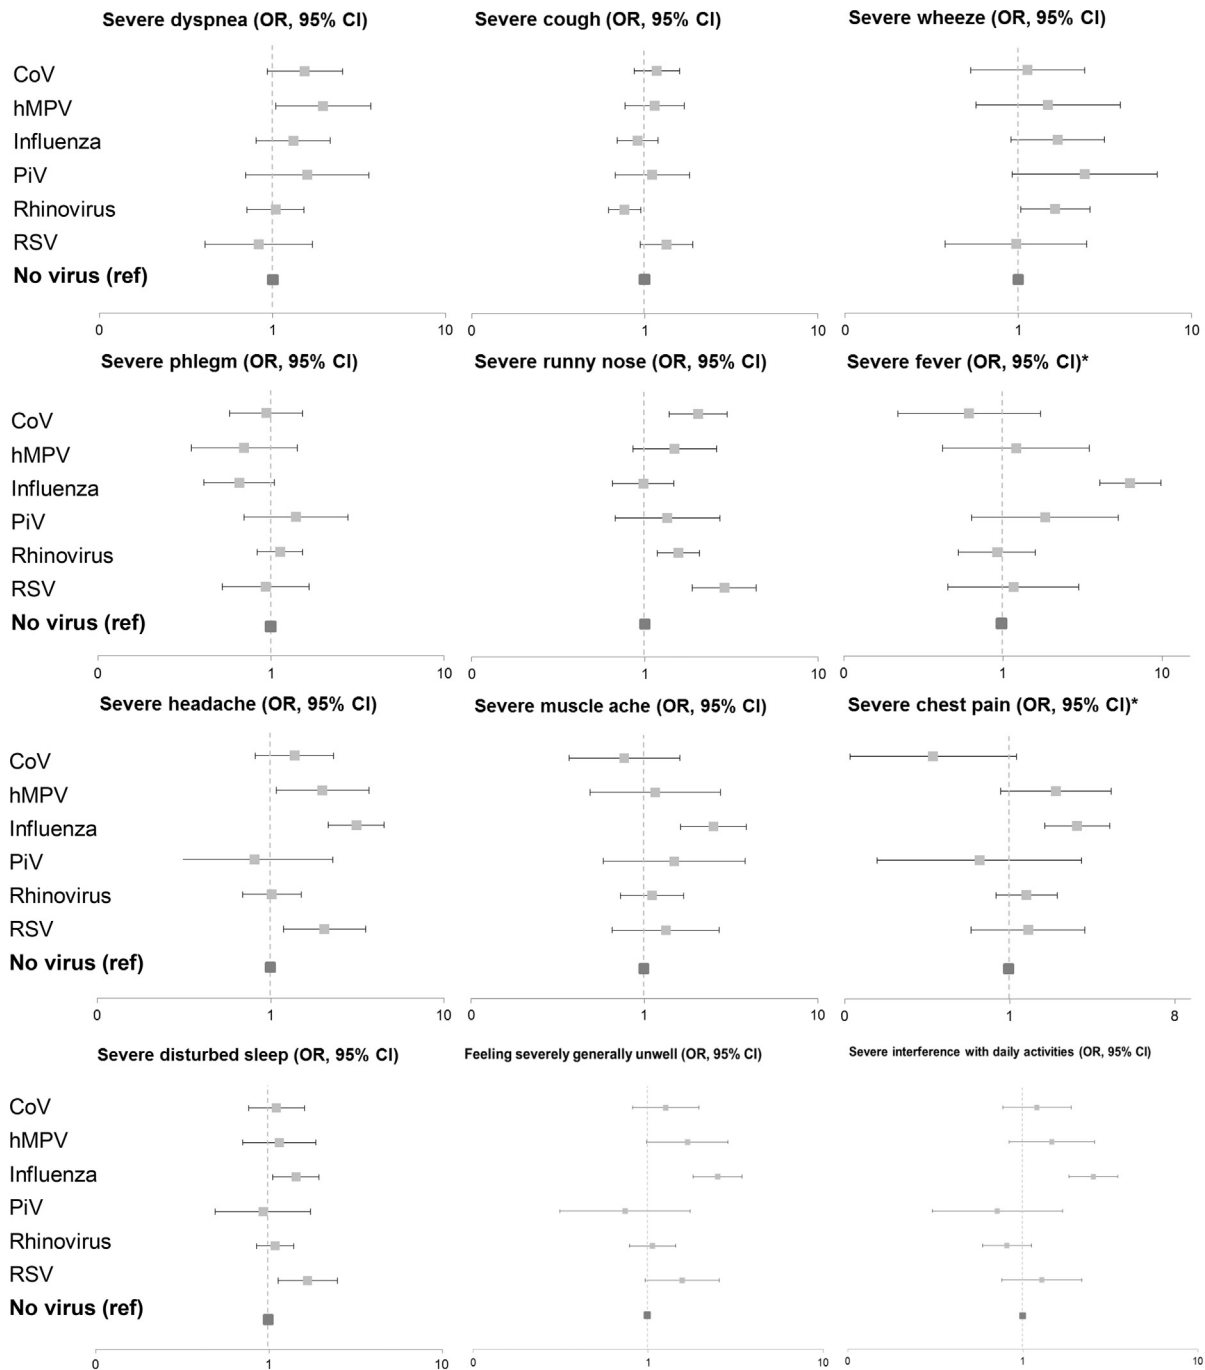 Severe dyspnea (OR, 95% CI)
Severe cough (OR, 95% CI)
Severe wheeze (OR, 95% CI)
CoV
hMPV
Influenza
PiV
Rhinovirus
RSV
No virus (ref)
0 1 10
0 1 10
0 1 10
Severe phlegm (OR, 95% CI)
Severe runny nose (OR, 95% CI)
Severe fever (OR, 95% CI)*
CoV
hMPV
Influenza
PiV
Rhinovirus
RSV
No virus (ref)
0 1 10
0 1 10
0 1 10
Severe headache (OR, 95% CI)
Severe muscle ache (OR, 95% CI)
Severe chest pain (OR, 95% CI)*
CoV
hMPV
Influenza
PiV
Rhinovirus
RSV
No virus (ref)
0 1 10
0 1 10
0 1 8
Severe disturbed sleep (OR, 95% CI)
Feeling severely generally unwell (OR, 95% CI)
Severe interference with daily activities (OR, 95% CI)
CoV
hMPV
Influenza
PiV
Rhinovirus
RSV
No virus (ref)
0 1 10
0 1 10
0 1 10